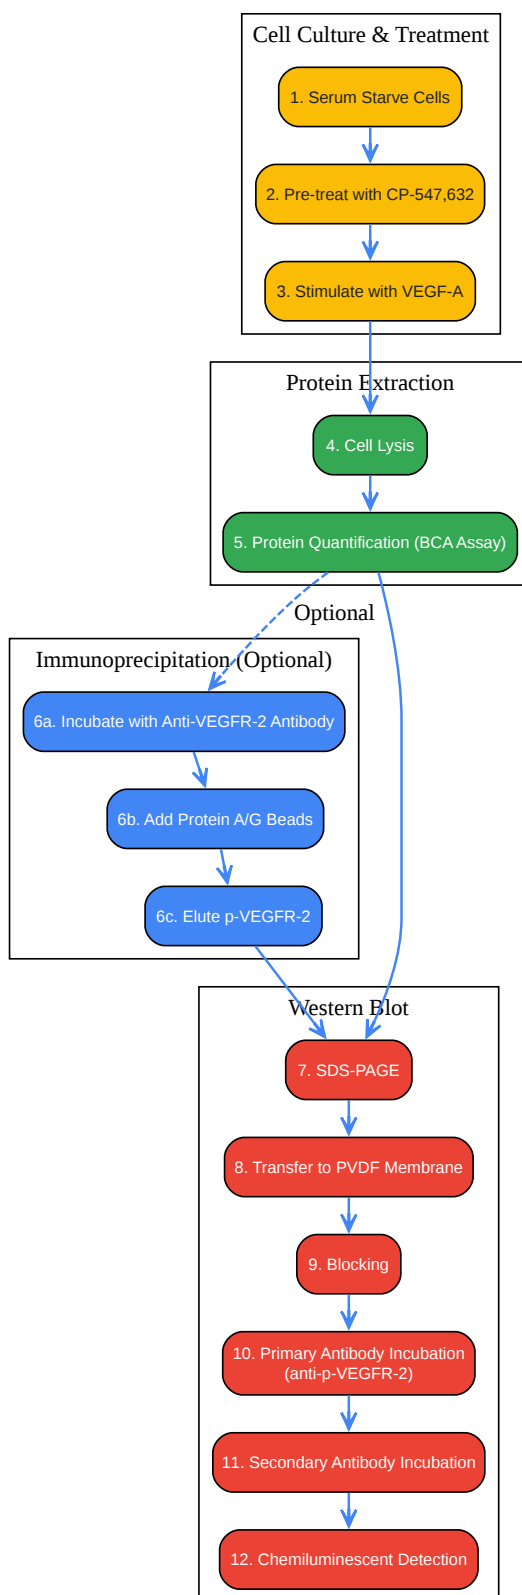 Cell Culture & Treatment
1. Serum Starve Cells
2. Pre-treat with CP-547,632
3. Stimulate with VEGF-A
Protein Extraction
4. Cell Lysis
5. Protein Quantification (BCA Assay)
Optional
Immunoprecipitation (Optional)
6a. Incubate with Anti-VEGFR-2 Antibody
6b. Add Protein A/G Beads
6c. Elute p-VEGFR-2
Western Blot
7. SDS-PAGE
8. Transfer to PVDF Membrane
9. Blocking
10. Primary Antibody Incubation
(anti-p-VEGFR-2)
11. Secondary Antibody Incubation
12. Chemiluminescent Detection